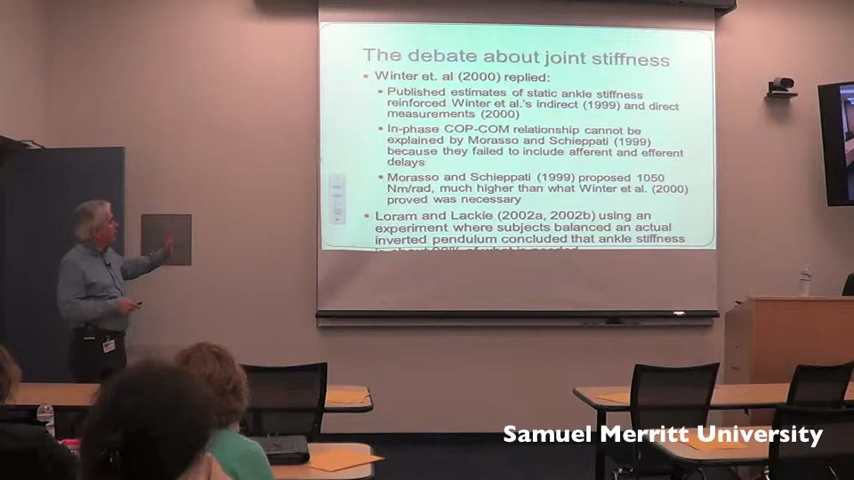 The debate about joint stiffness
• Winter et. al (2000) replied:
• Published estimates of static ankle stiffness
reinforced Winter et al.'s Indirect (1999) and direct
measurements (2000)
• In-phase COP-COM relationship cannot be
explained by Morasso and Schieppati (1999)
because they failed to include afferent and efferent
delays
• Morasso and Schieppati (1999) proposed 1050
Nm/rad, much higher than what Winter et al. (2000)
proved was necessary
• Loram and Lackie (2002a, 2002b) using an
experiment where subjects balanced an actual
inverted pendulum concluded that ankle stiffness
Samuel Merritt University